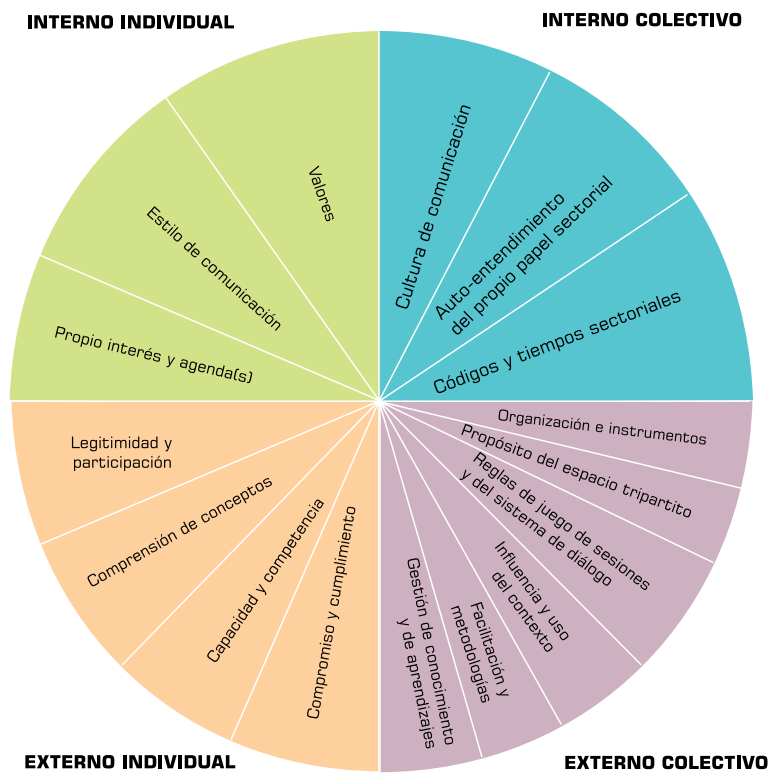 INTERNO INDIVIDUAL
INTERNO COLECTIVO
Valores
Estilo de comunicación
Propio interés y agenda(s)
Cultura de comunicación
Auto-entendimiento
del propio papel sectorial
Códigos y tiempos sectoriales
Legitimidad y
participación
Comprensión de conceptos
Capacidad y competencia
Compromiso y cumplimiento
Organización e instrumentos
Propósito del espacio tripartito
Reglas de juego de sesiones
y del sistema de diálogo
Influencia y uso
del contexto
Facilitación y
metodologías
Gestión de conocimiento
y de aprendizajes
EXTERNO INDIVIDUAL
EXTERNO COLECTIVO